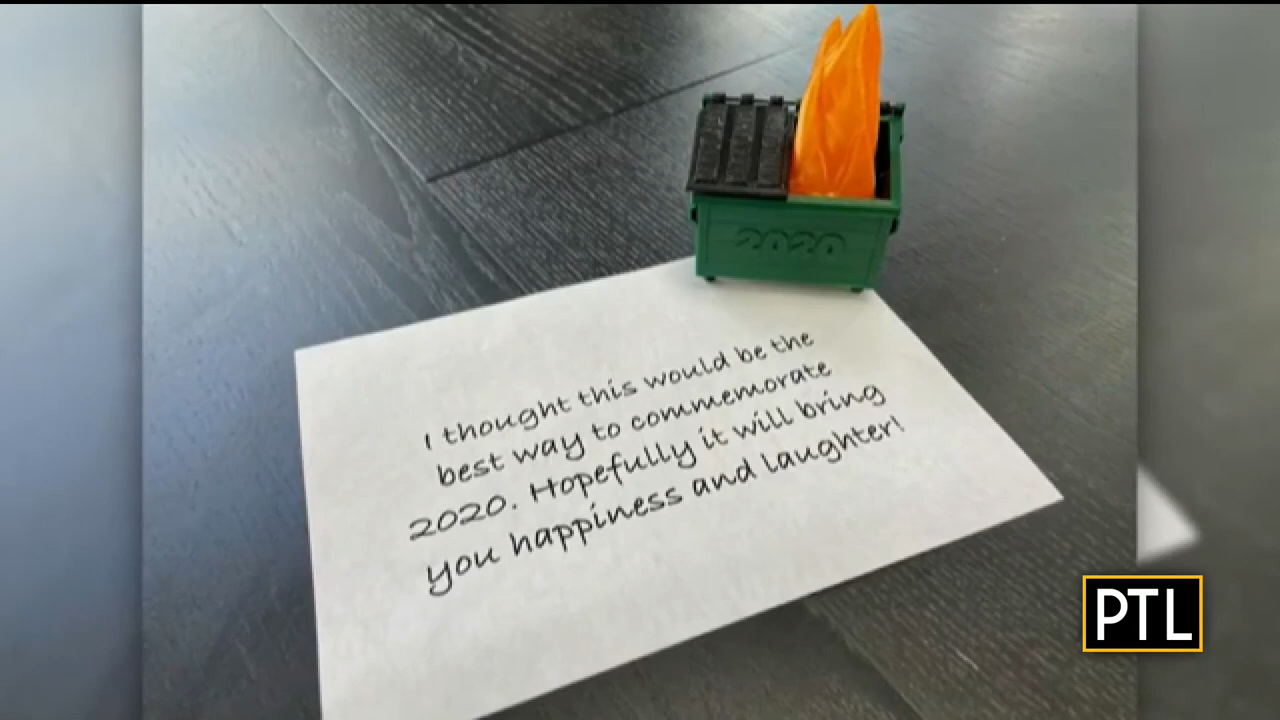 2020
I thought this would be the
best way to commemorate
2020. Hopefully it will bring
you happiness and laughter!
PTL